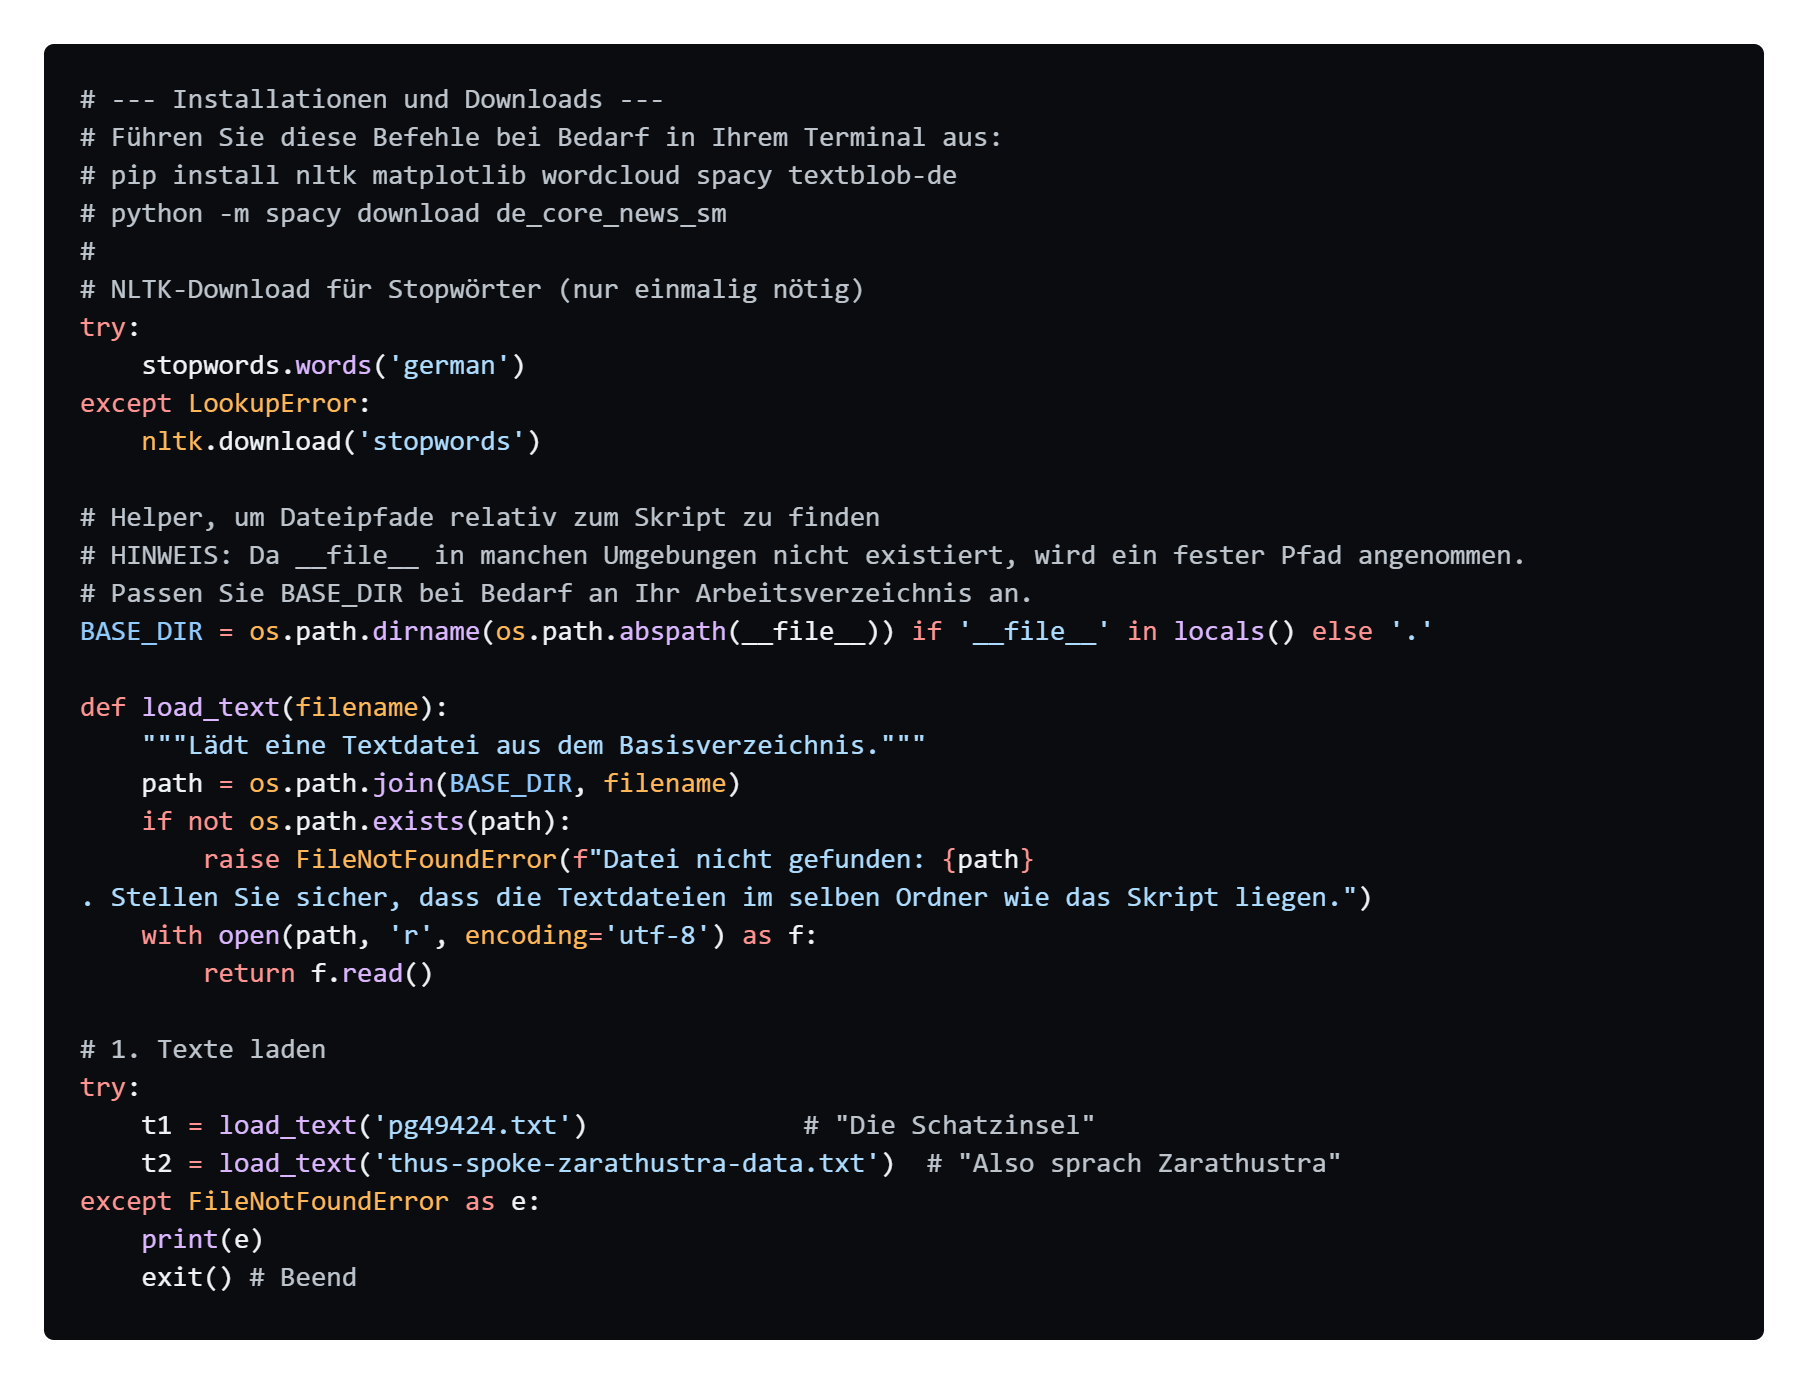 # --- Installationen und Downloads ---
# Führen Sie diese Befehle bei Bedarf in Ihrem Terminal aus:
# pip install nltk matplotlib wordcloud spacy textblob-de
# python -m spacy download de_core_news_sm
#
# NLTK-Download für Stopwörter (nur einmalig nötig)
try:
    stopwords.words('german')
except LookupError:
    nltk.download('stopwords')

# Helper, um Dateipfade relativ zum Skript zu finden
# HINWEIS: Da __file__ in manchen Umgebungen nicht existiert, wird ein fester Pfad angenommen.
# Passen Sie BASE_DIR bei Bedarf an Ihr Arbeitsverzeichnis an.
BASE_DIR = os.path.dirname(os.path.abspath(__file__)) if '__file__' in locals() else '.'

def load_text(filename):
    """Lädt eine Textdatei aus dem Basisverzeichnis."""
    path = os.path.join(BASE_DIR, filename)
    if not os.path.exists(path):
        raise FileNotFoundError(f"Datei nicht gefunden: {path}
. Stellen Sie sicher, dass die Textdateien im selben Ordner wie das Skript liegen.")
    with open(path, 'r', encoding='utf-8') as f:
        return f.read()

# 1. Texte laden
try:
    t1 = load_text('pg49424.txt')              # "Die Schatzinsel"
    t2 = load_text('thus-spoke-zarathustra-data.txt')  # "Also sprach Zarathustra"
except FileNotFoundError as e:
    print(e)
    exit() # Beend